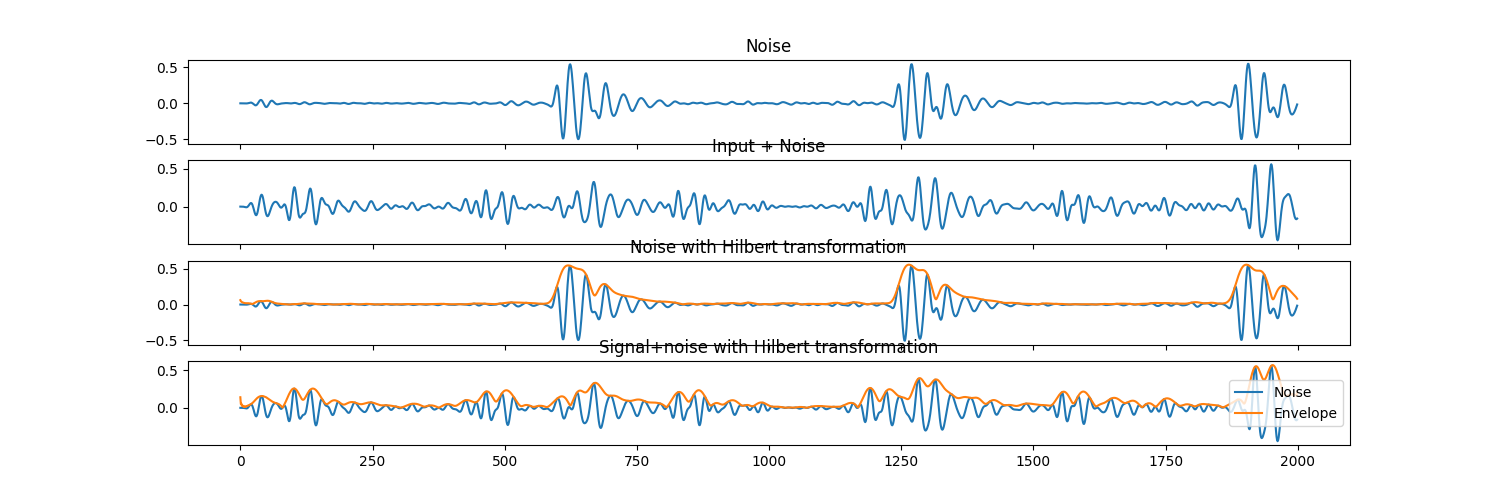 Noise
0.5
0.0
−0.5
Input + Noise
0.5
0.0
Noise with Hilbert transformation
0.5
0.0
−0.5
Signal+noise with Hilbert transformation
0.5
0.0
Noise
Envelope
0 250 500 750 1000 1250 1500 1750 2000